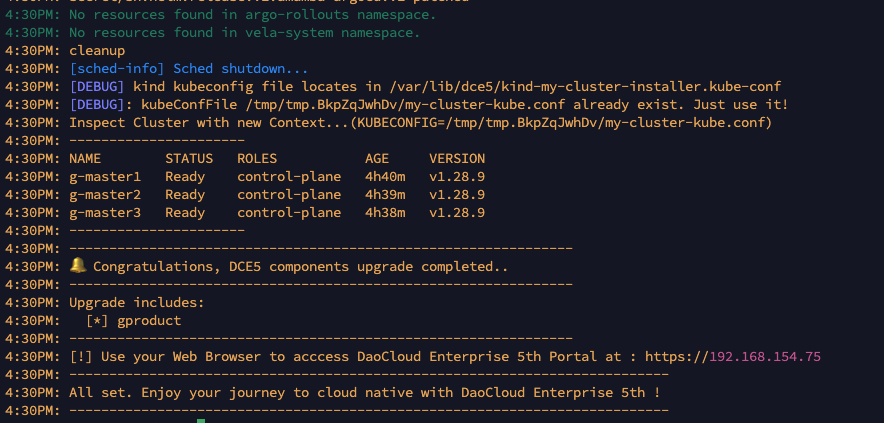 4:30PM: No resources found in argo-rollouts namespace.
4:30PM: No resources found in vela-system namespace.
4:30PM: cleanup
4:30PM: [sched-info] Sched shutdown...
4:30PM: [DEBUG] kind kubeconfig file locates in /var/lib/dce5/kind-my-cluster-installer.kube-conf
4:30PM: [DEBUG]: kubeConfFile /tmp/tmp.BkpZqJwhDv/my-cluster-kube.conf already exist. Just use it!
4:30PM: Inspect Cluster with new Context...(KUBECONFIG=/tmp/tmp.BkpZqJwhDv/my-cluster-kube.conf)
4:30PM: ----------------------
4:30PM: NAME        STATUS   ROLES           AGE     VERSION
4:30PM: g-master1   Ready    control-plane   4h40m   v1.28.9
4:30PM: g-master2   Ready    control-plane   4h39m   v1.28.9
4:30PM: g-master3   Ready    control-plane   4h38m   v1.28.9
4:30PM: ----------------------
4:30PM: ---------------------------------------------------------------
4:30PM: 🔔 Congratulations, DCE5 components upgrade completed..
4:30PM: ---------------------------------------------------------------
4:30PM: Upgrade includes:
4:30PM:   [*] gproduct
4:30PM: ---------------------------------------------------------------
4:30PM: [!] Use your Web Browser to acccess DaoCloud Enterprise 5th Portal at : https://192.168.154.75
4:30PM: ---------------------------------------------------------------------------
4:30PM: All set. Enjoy your journey to cloud native with DaoCloud Enterprise 5th !
4:30PM: ---------------------------------------------------------------------------